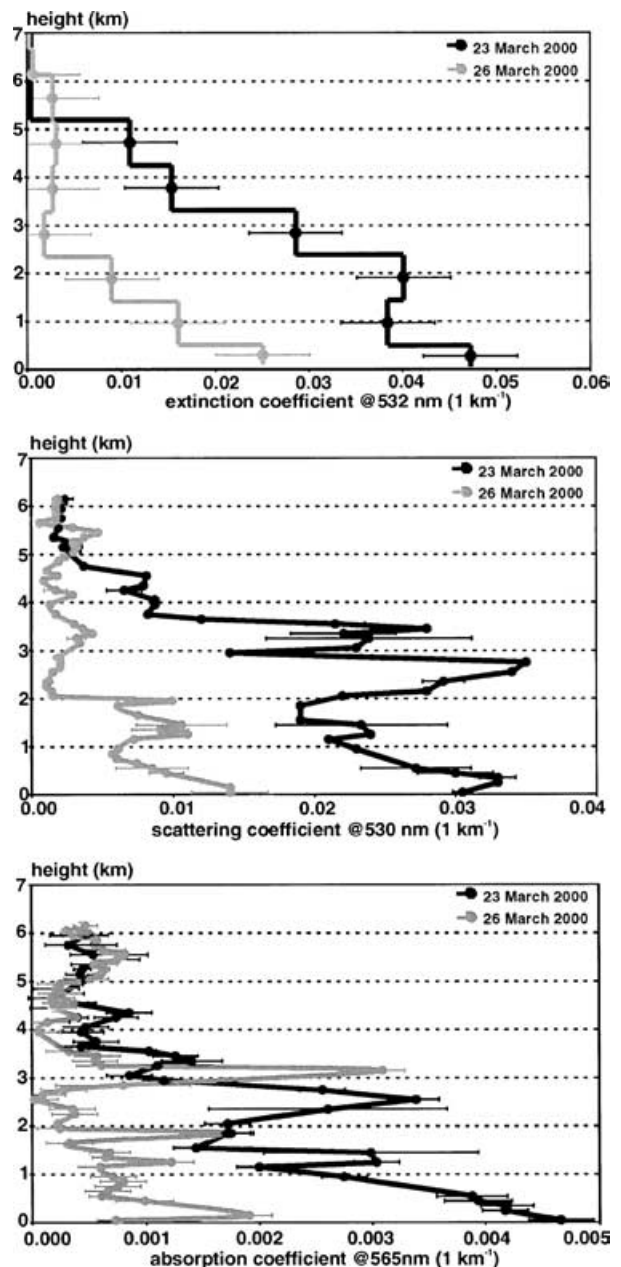 height (km)
7
23 March 2000
6
26 March 2000
5
4
3
2
1
0
0.00 0.01 0.02 0.03 0.04 0.05 0.06
extinction coefficient @532 nm (1 km-1)
height (km)
7
23 March 2000
6
26 March 2000
5
4
3
2
1
0
0.00 0.01 0.02 0.03 0.04
scattering coefficient @530 nm (1 km-1)
height (km)
7
23 March 2000
6
26 March 2000
5
4
3
2
1
0
0.000 0.001 0.002 0.003 0.004 0.005
absorption coefficient @565nm (1 km-1)